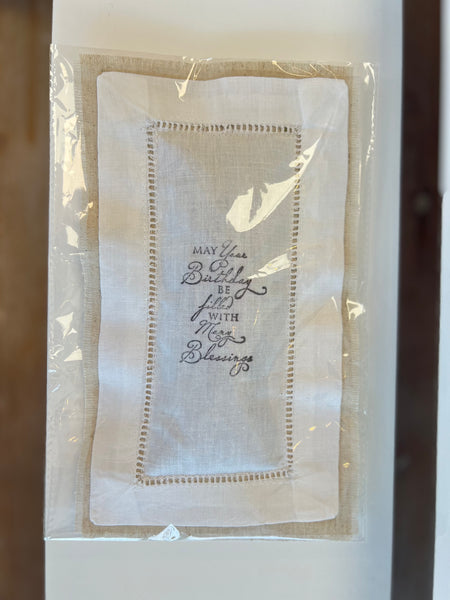 MAY Your
Birthday
BE
filled
WITH
Many
Blessings